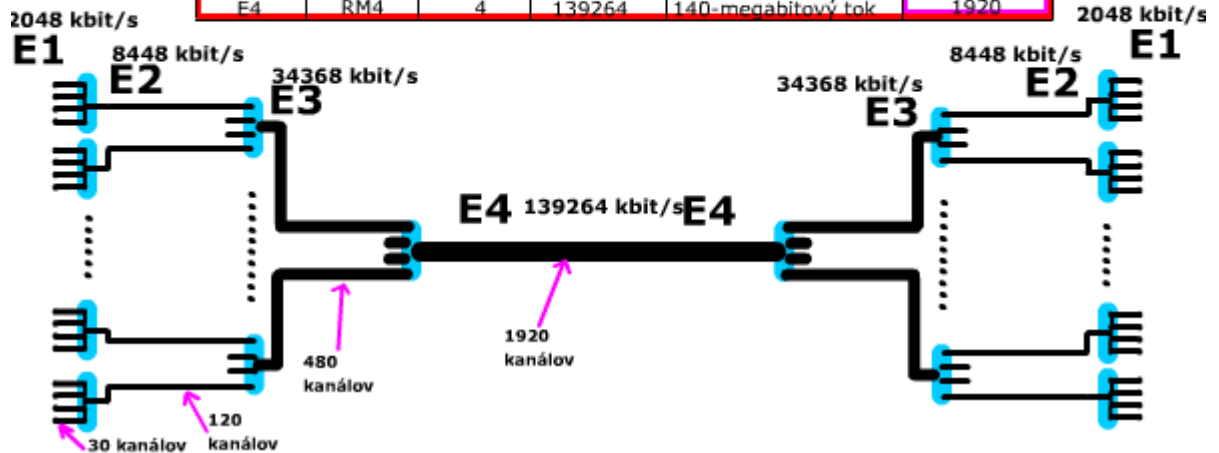 E4 RM4 4 139264 140-megabitový tok 1920
2048 kbit/s
E1
8448 kbit/s
E2
34368 kbit/s
E3
E4 139264 kbit/s E4
2048 kbit/s
E1
8448 kbit/s
E2
34368 kbit/s
E3
1920
kanálov
480
kanálov
120
kanálov
30 kanálov